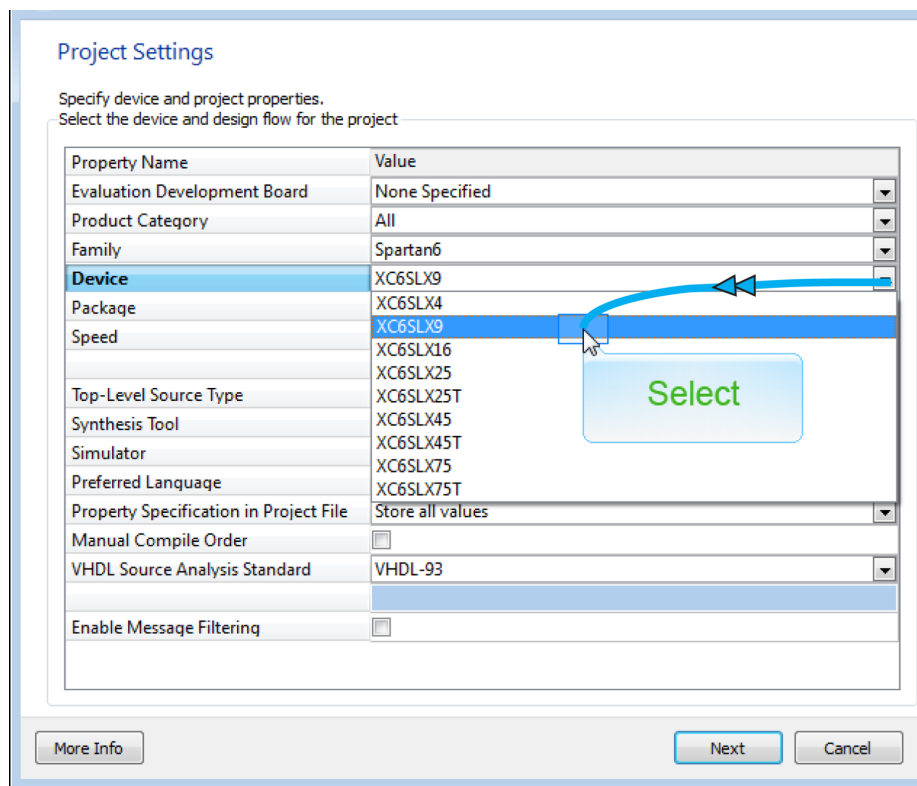 Project Settings
Specify device and project properties.
Select the device and design flow for the project
Property Name Value
Evaluation Development Board None Specified
Product Category All
Family Spartan6
Device XC6SLX9
Package XC6SLX4
XC6SLX9
Speed
XC6SLX16
XC6SLX25
Top-Level Source Type XC6SLX25T
Select
Synthesis Tool XC6SLX45
Simulator XC6SLX45T
XC6SLX75
Preferred Language XC6SLX75T
Property Specification in Project File Store all values
Manual Compile Order
VHDL Source Analysis Standard VHDL-93
Enable Message Filtering
More Info Next Cancel